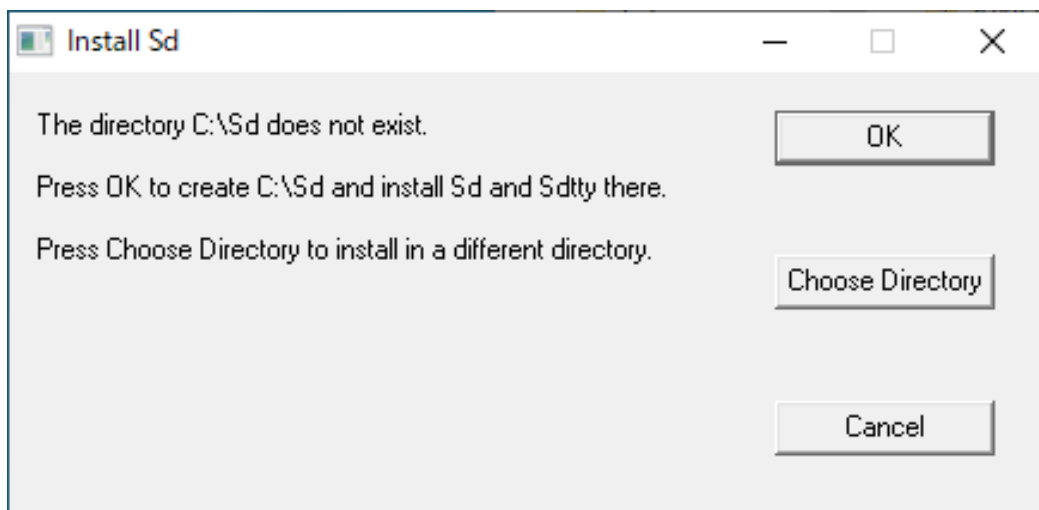 Install Sd
The directory C:\Sd does not exist.
OK
Press OK to create C:\Sd and install Sd and Sdtty there.
Press Choose Directory to install in a different directory.
Choose Directory
Cancel